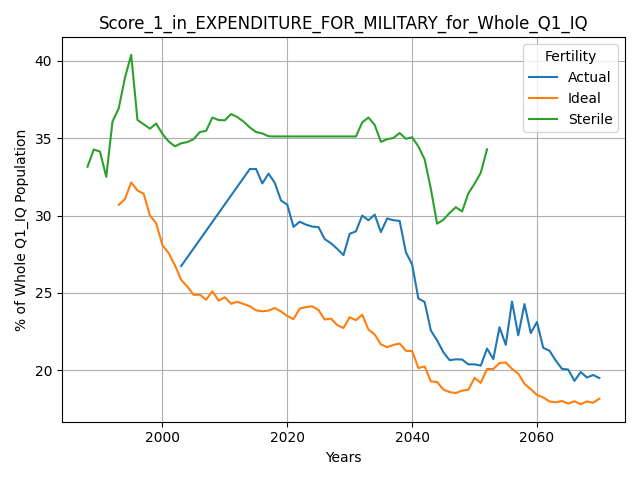 Score_1_in_EXPENDITURE_FOR_MILITARY_for_Whole_Q1_IQ
Fertility
Actual
Ideal
Sterile
% of Whole Q1_IQ Population
40
35
30
25
20
2000
2020
2040
2060
Years